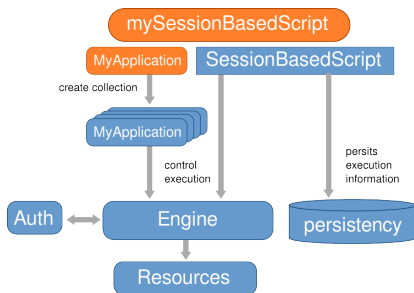 mySessionBasedScript
MyApplication
SessionBasedScript
create collection
MyApplication
control
execution
persits
execution
information
Auth
Engine
persistency
Resources